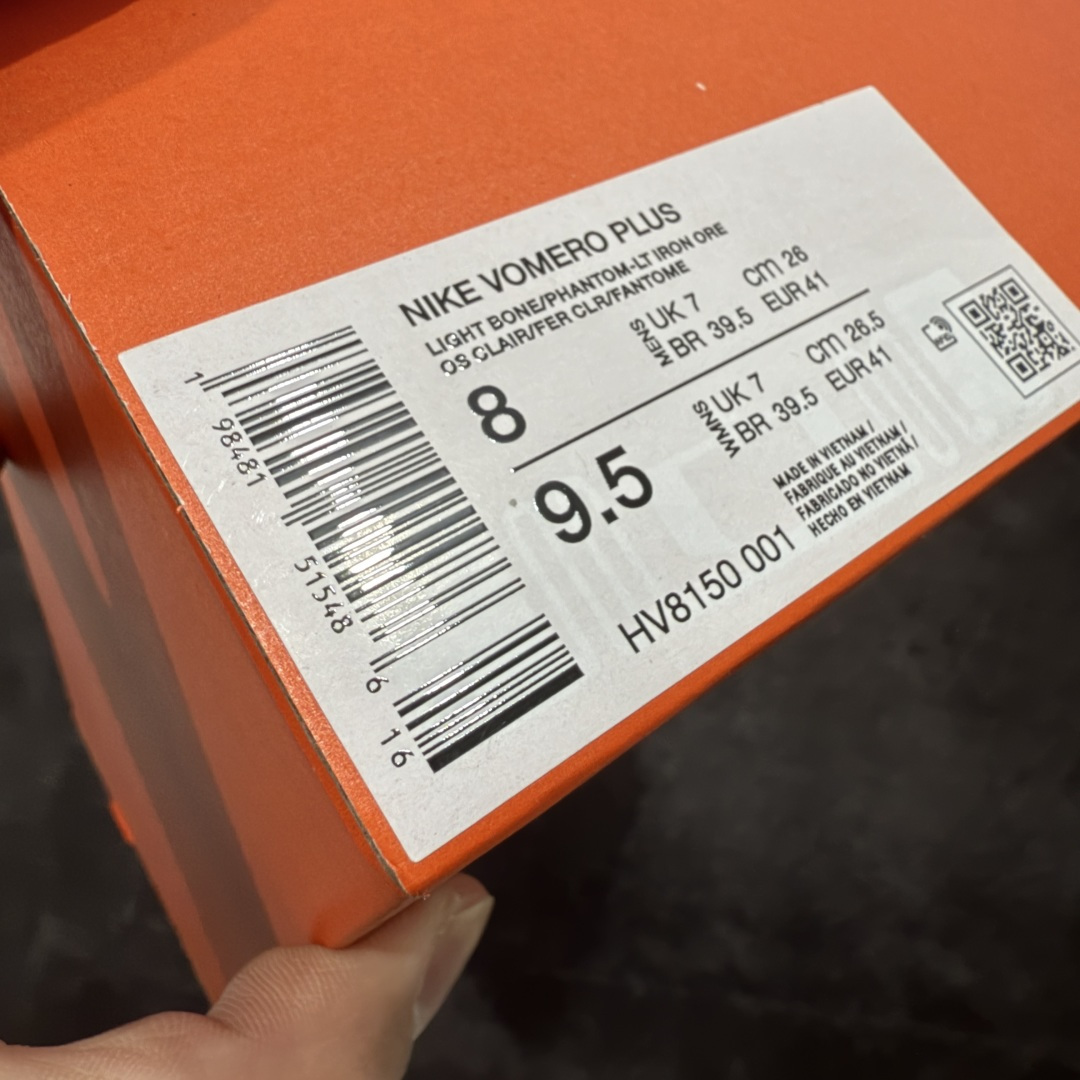 NIKE VOMERO PLUS
LIGHT BONE/PHANTOM-LT IRON ORE
OS CLAIR/FER CLR/FANTOME
8
MENS
UK 7
cm 26
BR 39.5
EUR 41
9.5
WMNS
UK 7
cm 26.5
BR 39.5
EUR 41
HV8150 001
MADE IN VIETNAM /
FABRIQUE AU VIETNAM /
FABRICADO NO VIETNÃ /
HECHO EN VIETNAM
1 98481 51548 6 16